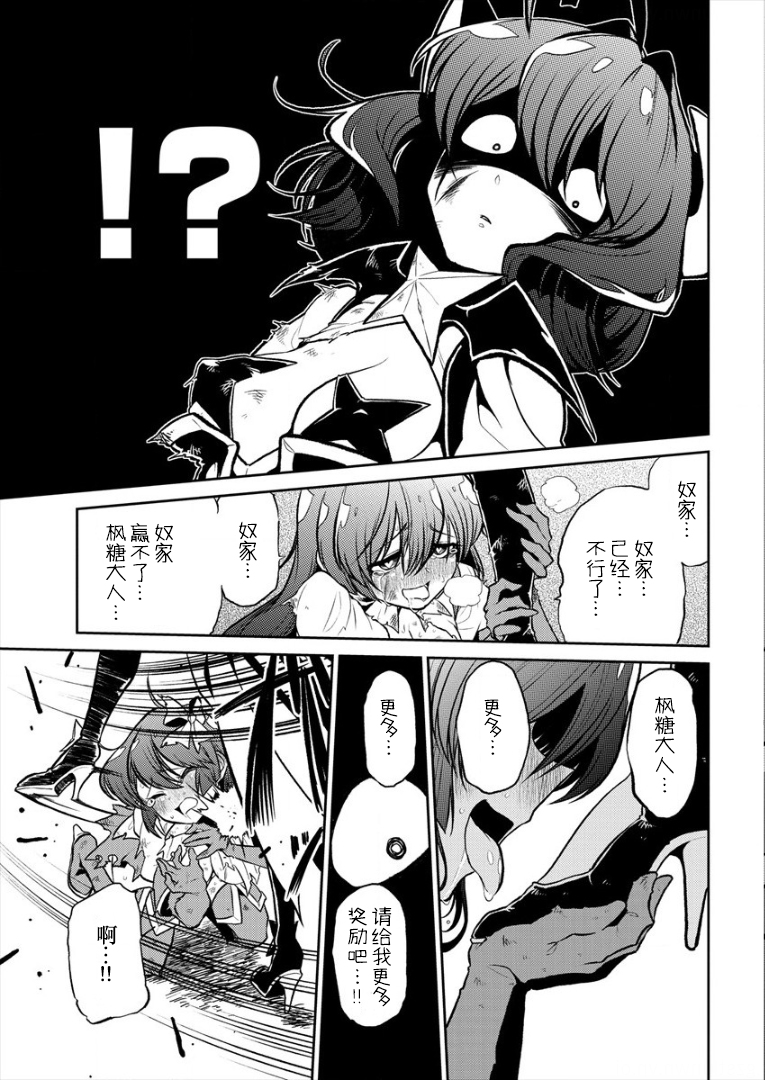 !?
奴家…
奴家…
已经…
不行了…
奴家…
奴家
赢不了…
枫糖大人…
枫糖大人…
更多…
更多…
请给我更多
奖励吧…!!
啊…!!